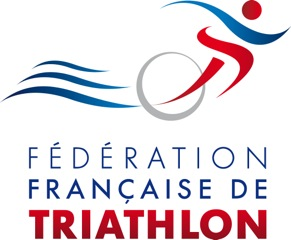 FÉDÉRATION
FRANÇAISE DE
TRIATHLON